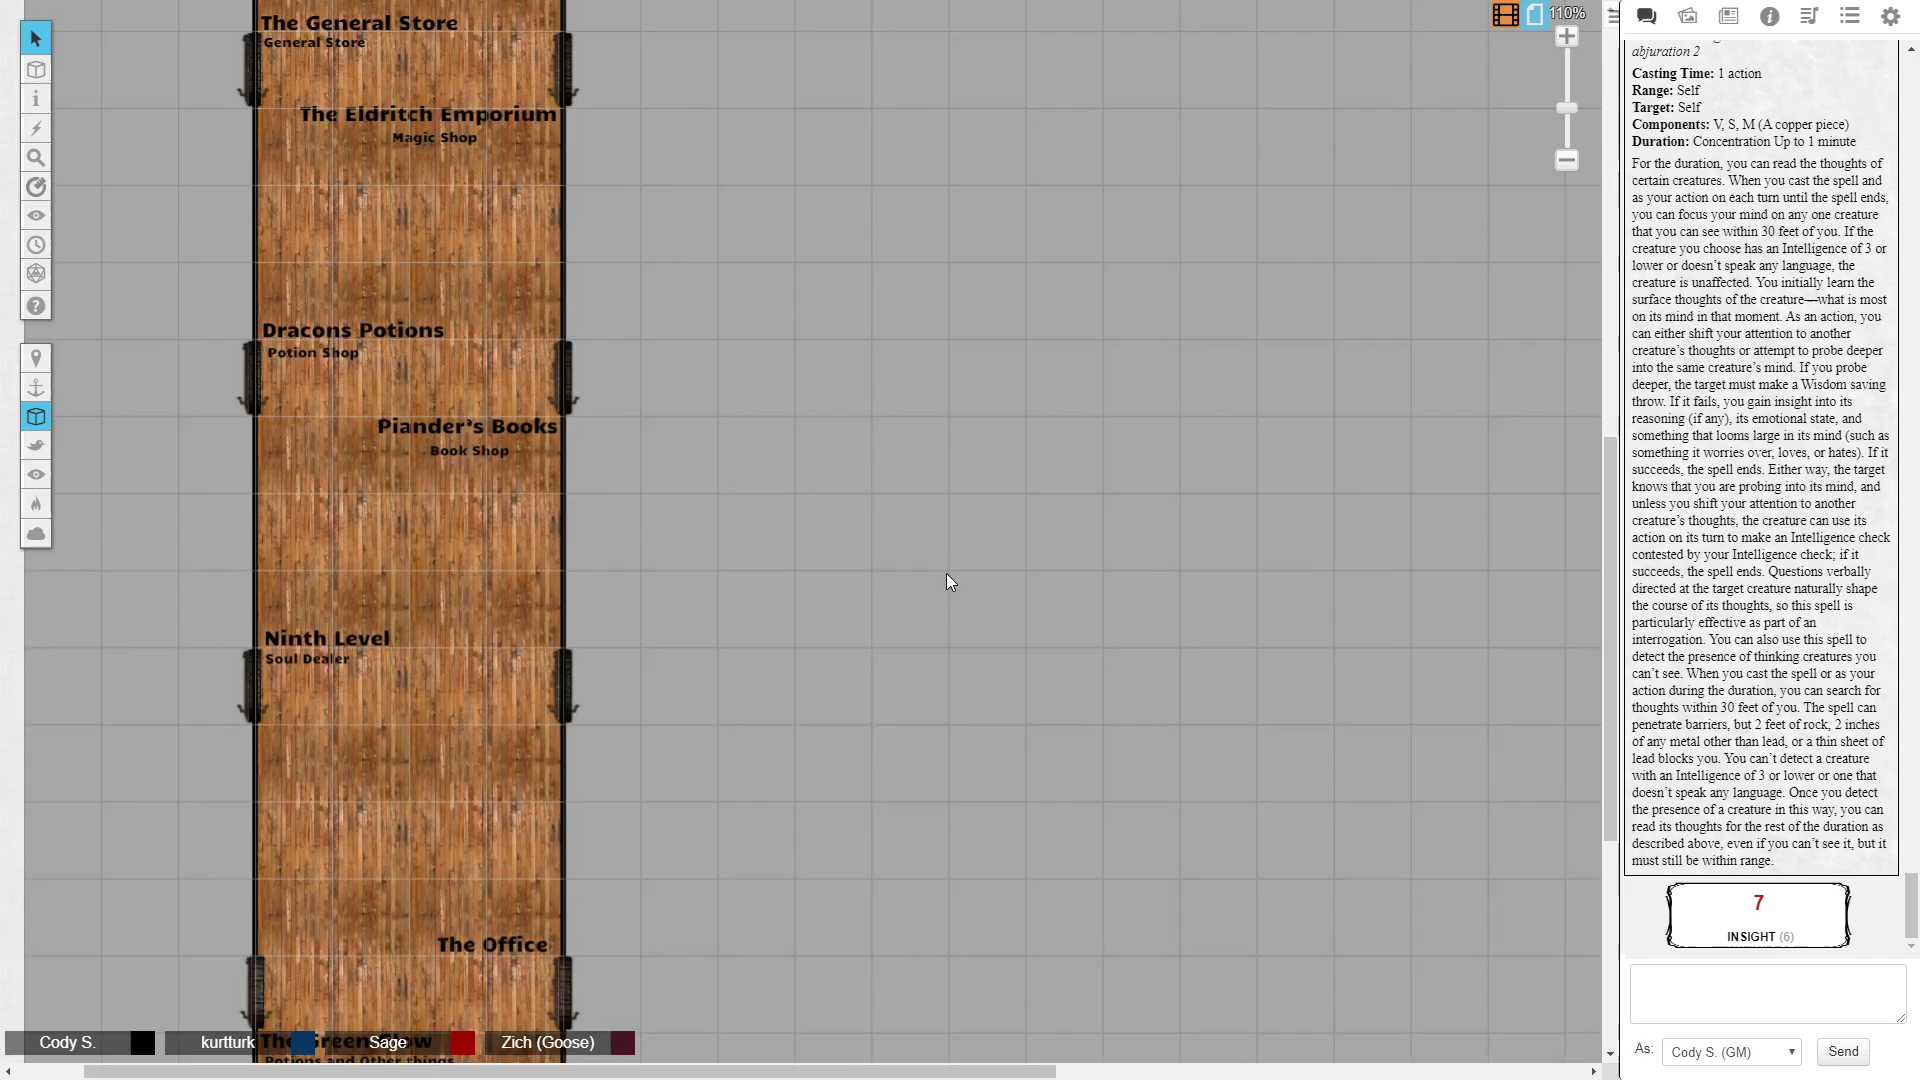 The General Store
General Store
The Eldritch Emporium
Magic Shop
Dracons Potions
Potion Shop
Piander's Books
Book Shop
Ninth Level
Soul Dealer
The Office
Potions and Other things
Cody S.
kurtturk
Sage
Zich (Goose)
110%
abjuration 2
Casting Time: 1 action
Range: Self
Target: Self
Components: V, S, M (A copper piece)
Duration: Concentration Up to 1 minute
For the duration, you can read the thoughts of
certain creatures. When you cast the spell and
as your action on each turn until the spell ends,
you can focus your mind on any one creature
that you can see within 30 feet of you. If the
creature you choose has an Intelligence of 3 or
lower or doesn’t speak any language, the
creature is unaffected. You initially learn the
surface thoughts of the creature—what is most
on its mind in that moment. As an action, you
can either shift your attention to another
creature’s thoughts or attempt to probe deeper
into the same creature’s mind. If you probe
deeper, the target must make a Wisdom saving
throw. If it fails, you gain insight into its
reasoning (if any), its emotional state, and
something that looms large in its mind (such as
something it worries over, loves, or hates). If it
succeeds, the spell ends. Either way, the target
knows that you are probing into its mind, and
unless you shift your attention to another
creature’s thoughts, the creature can use its
action on its turn to make an Intelligence check
contested by your Intelligence check; if it
succeeds, the spell ends. Questions verbally
directed at the target creature naturally shape
the course of its thoughts, so this spell is
particularly effective as part of an
interrogation. You can also use this spell to
detect the presence of thinking creatures you
can’t see. When you cast the spell or as your
action during the duration, you can search for
thoughts within 30 feet of you. The spell can
penetrate barriers, but 2 feet of rock, 2 inches
of any metal other than lead, or a thin sheet of
lead blocks you. You can’t detect a creature
with an Intelligence of 3 or lower or one that
doesn’t speak any language. Once you detect
the presence of a creature in this way, you can
read its thoughts for the rest of the duration as
described above, even if you can’t see it, but it
must still be within range.
7
INSIGHT (6)
As:
Cody S. (GM)
Send